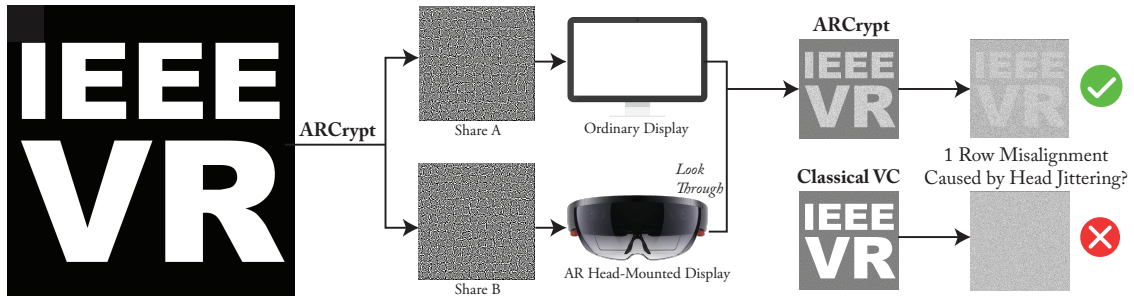 IEEE
VR
ARCrypt
Share A
Ordinary Display
Share B
Look
Through
AR Head-Mounted Display
ARCrypt
IEEE
VR
IEEE
VR
1 Row Misalignment
Caused by Head Jittering?
Classical VC
IEEE
VR